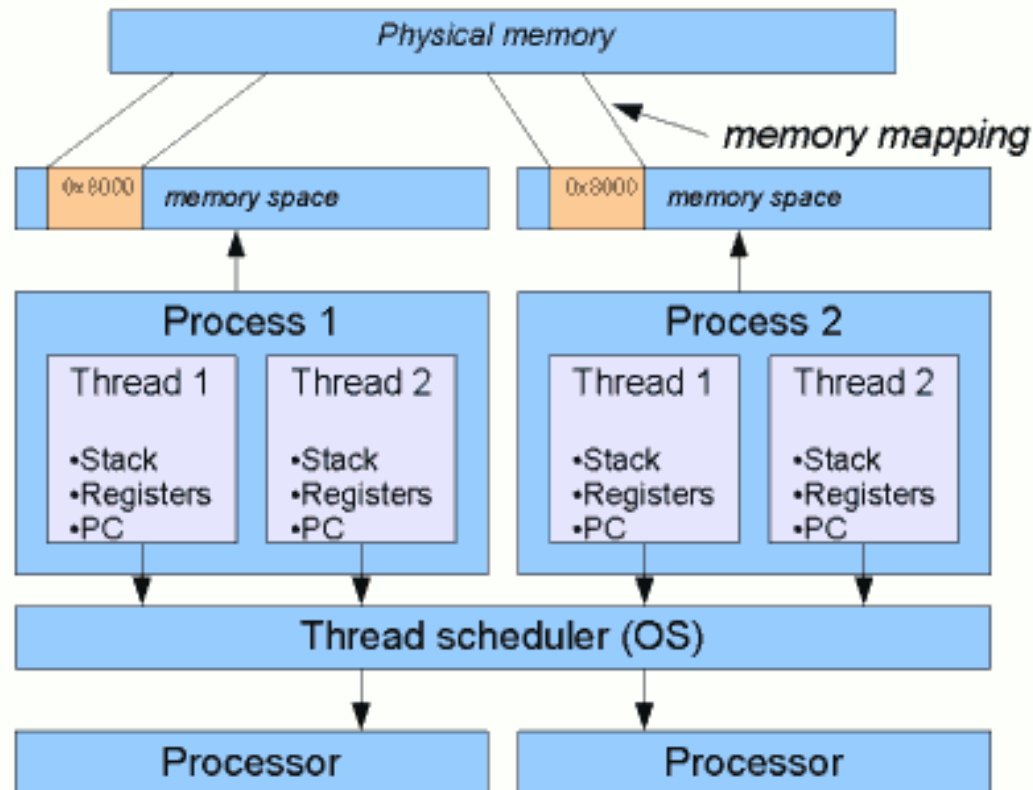 Physical memory
memory mapping
0x8000
memory space
0x8000
memory space
Process 1
Thread 1
•Stack
•Registers
•PC
Thread 2
•Stack
•Registers
•PC
Process 2
Thread 1
•Stack
•Registers
•PC
Thread 2
•Stack
•Registers
•PC
Thread scheduler (OS)
Processor
Processor